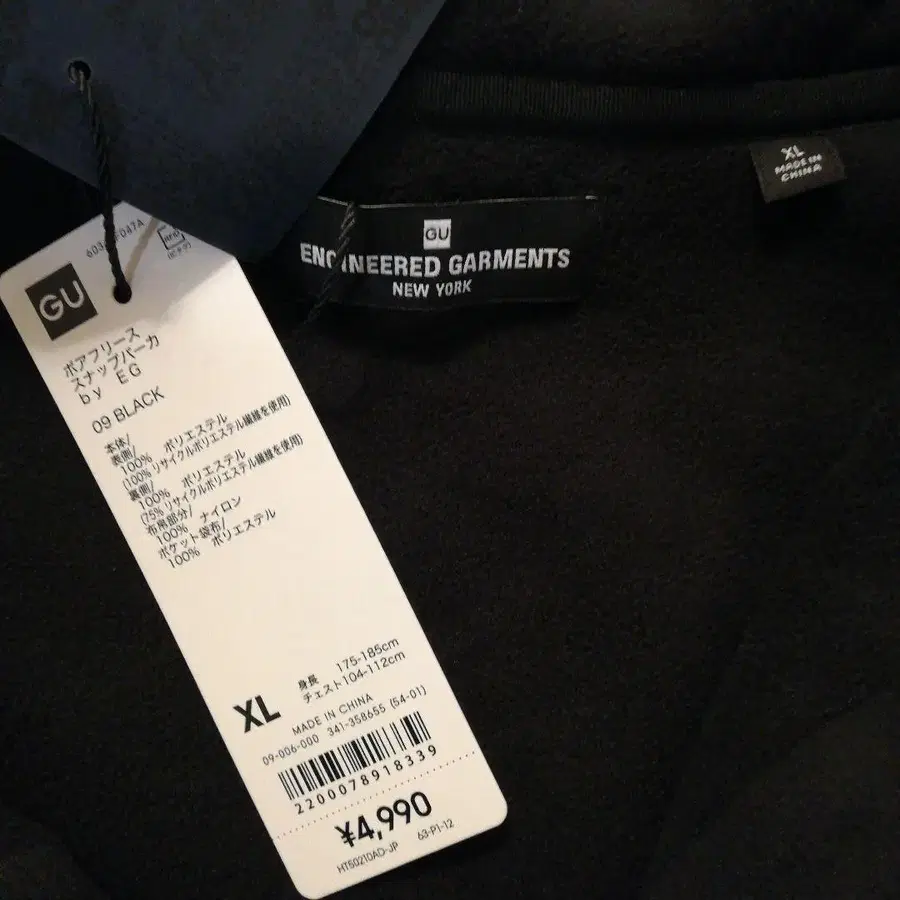 GU
ENGINEERED GARMENTS
NEW YORK
XL
MADE IN
CHINA
GU
ボアフリース
スナップパーカ
by EG
09 BLACK
本体/
表側/
100% ポリエステル
(100%リサイクルポリエステル繊維を使用)
裏側/
100% ポリエステル
(75%リサイクルポリエステル繊維を使用)
布帛部分/
100% ナイロン
ポケット袋布/
100% ポリエステル
XL
身長 175-185cm
チェスト104-112cm
MADE IN CHINA
09-006-000 341-358655 (54-01)
2200078918339
¥4,990
HT50210AD-JP 63-P1-12